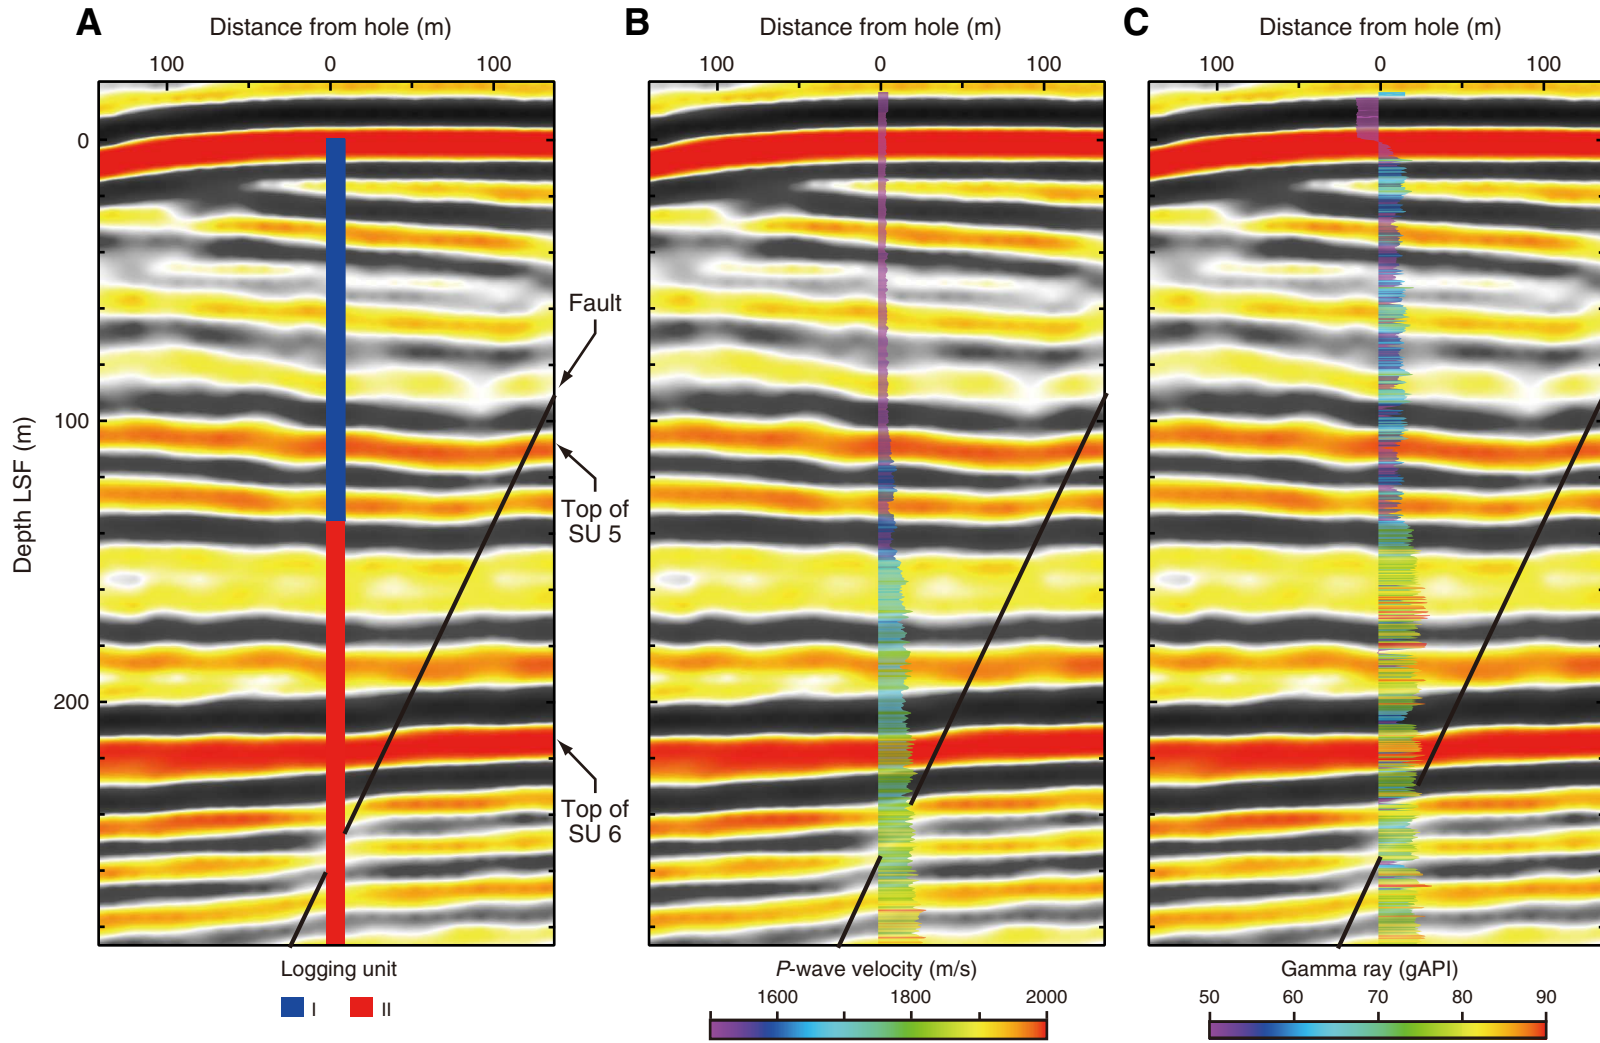 A
Distance from hole (m)
100 0 100
B
Distance from hole (m)
100 0 100
C
Distance from hole (m)
100 0 100
Depth LSF (m)
0
100
200
Fault
Top of
SU 5
Top of
SU 6
Logging unit
I II
P-wave velocity (m/s)
1600 1800 2000
Gamma ray (gAPI)
50 60 70 80 90